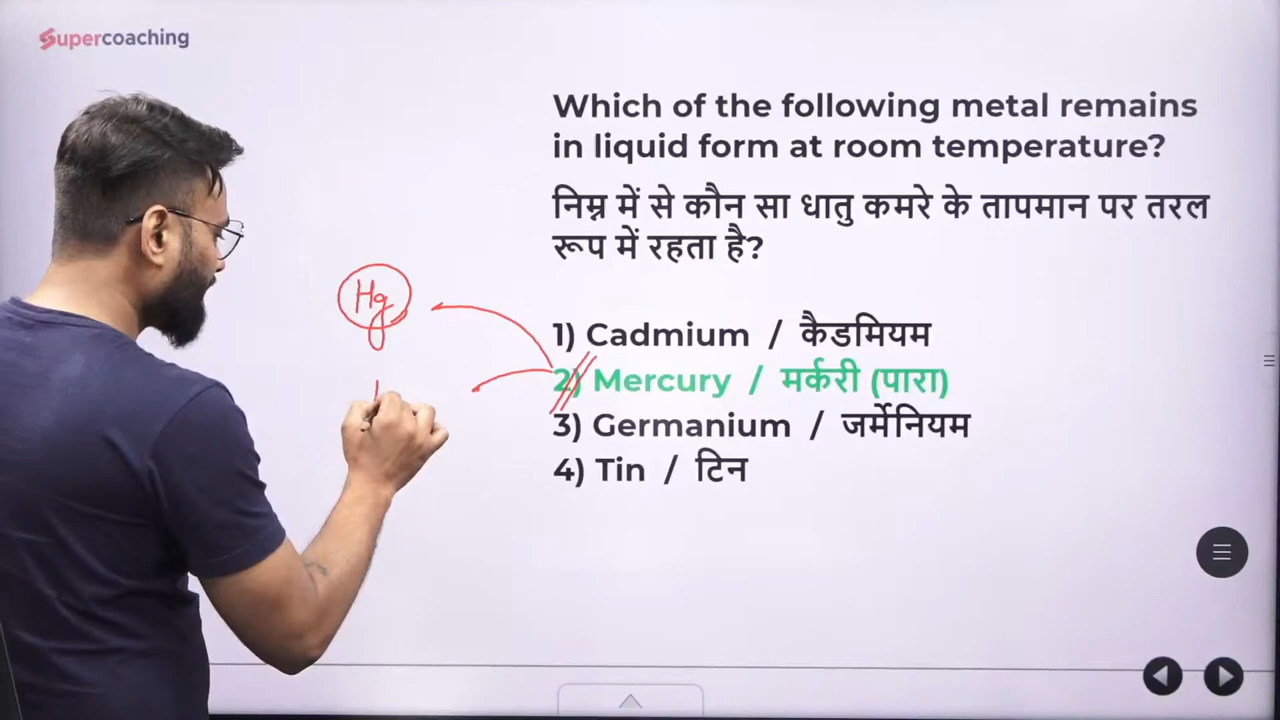 Supercoaching
Which of the following metal remains
in liquid form at room temperature?
निम्न में से कौन सा धातु कमरे के तापमान पर तरल
रूप में रहता है?
Hg
1) Cadmium / कैडमियम
2) Mercury / मर्करी (पारा)
3) Germanium / जर्मेनियम
4) Tin / टिन